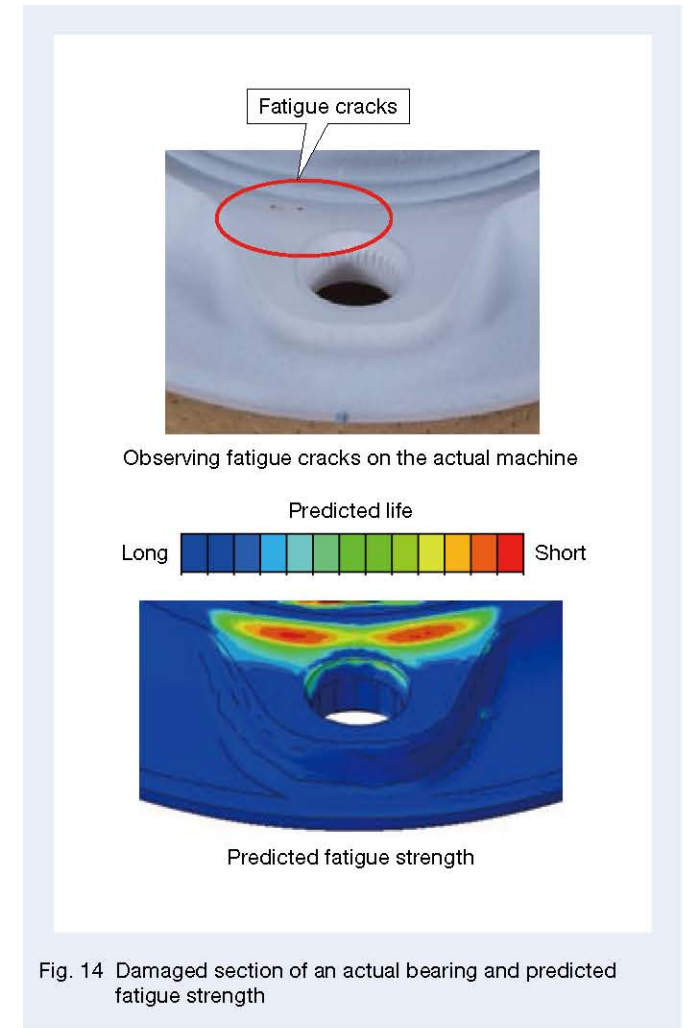 Fatigue cracks
Observing fatigue cracks on the actual machine
Predicted life
Long
Short
Predicted fatigue strength
Fig. 14 Damaged section of an actual bearing and predicted
fatigue strength